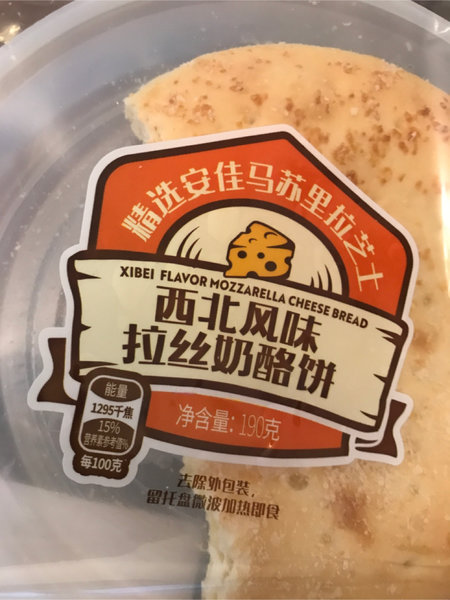 精选安佳马苏里拉芝士
XIBEI FLAVOR MOZZARELLA CHEESE BREAD
西北风味
拉丝奶酪饼
能量
1295千焦
15%
营养素参考值%
每100克
净含量: 190克
去除外包装,
留托盘微波加热即食